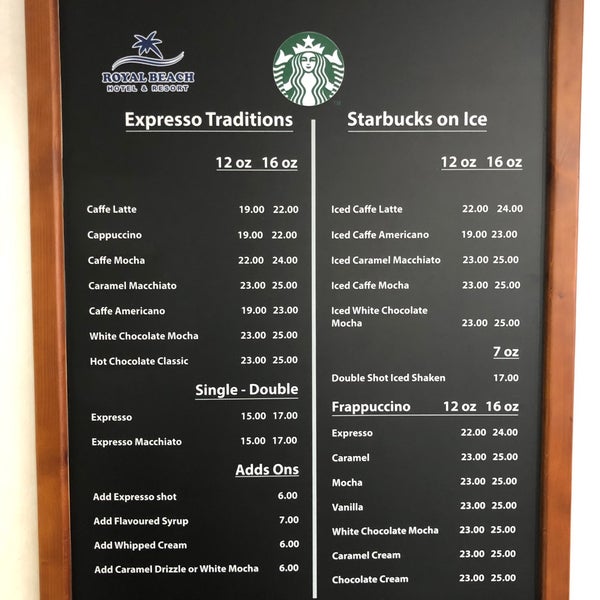 ROYAL BEACH
HOTEL & RESORT
Expresso Traditions
12 oz 16 oz
Caffe Latte 19.00 22.00
Cappuccino 19.00 22.00
Caffe Mocha 22.00 24.00
Caramel Macchiato 23.00 25.00
Caffe Americano 19.00 23.00
White Chocolate Mocha 23.00 25.00
Hot Chocolate Classic 23.00 25.00
Single - Double
Expresso 15.00 17.00
Expresso Macchiato 15.00 17.00
Adds Ons
Add Expresso shot 6.00
Add Flavoured Syrup 7.00
Add Whipped Cream 6.00
Add Caramel Drizzle or White Mocha 6.00
Starbucks on Ice
12 oz 16 oz
Iced Caffe Latte 22.00 24.00
Iced Caffe Americano 19.00 23.00
Iced Caramel Macchiato 23.00 25.00
Iced Caffe Mocha 23.00 25.00
Iced White Chocolate
Mocha 23.00 25.00
7 oz
Double Shot Iced Shaken 17.00
Frappuccino 12 oz 16 oz
Expresso 22.00 24.00
Caramel 23.00 25.00
Mocha 23.00 25.00
Vanilla 23.00 25.00
White Chocolate Mocha 23.00 25.00
Caramel Cream 23.00 25.00
Chocolate Cream 23.00 25.00